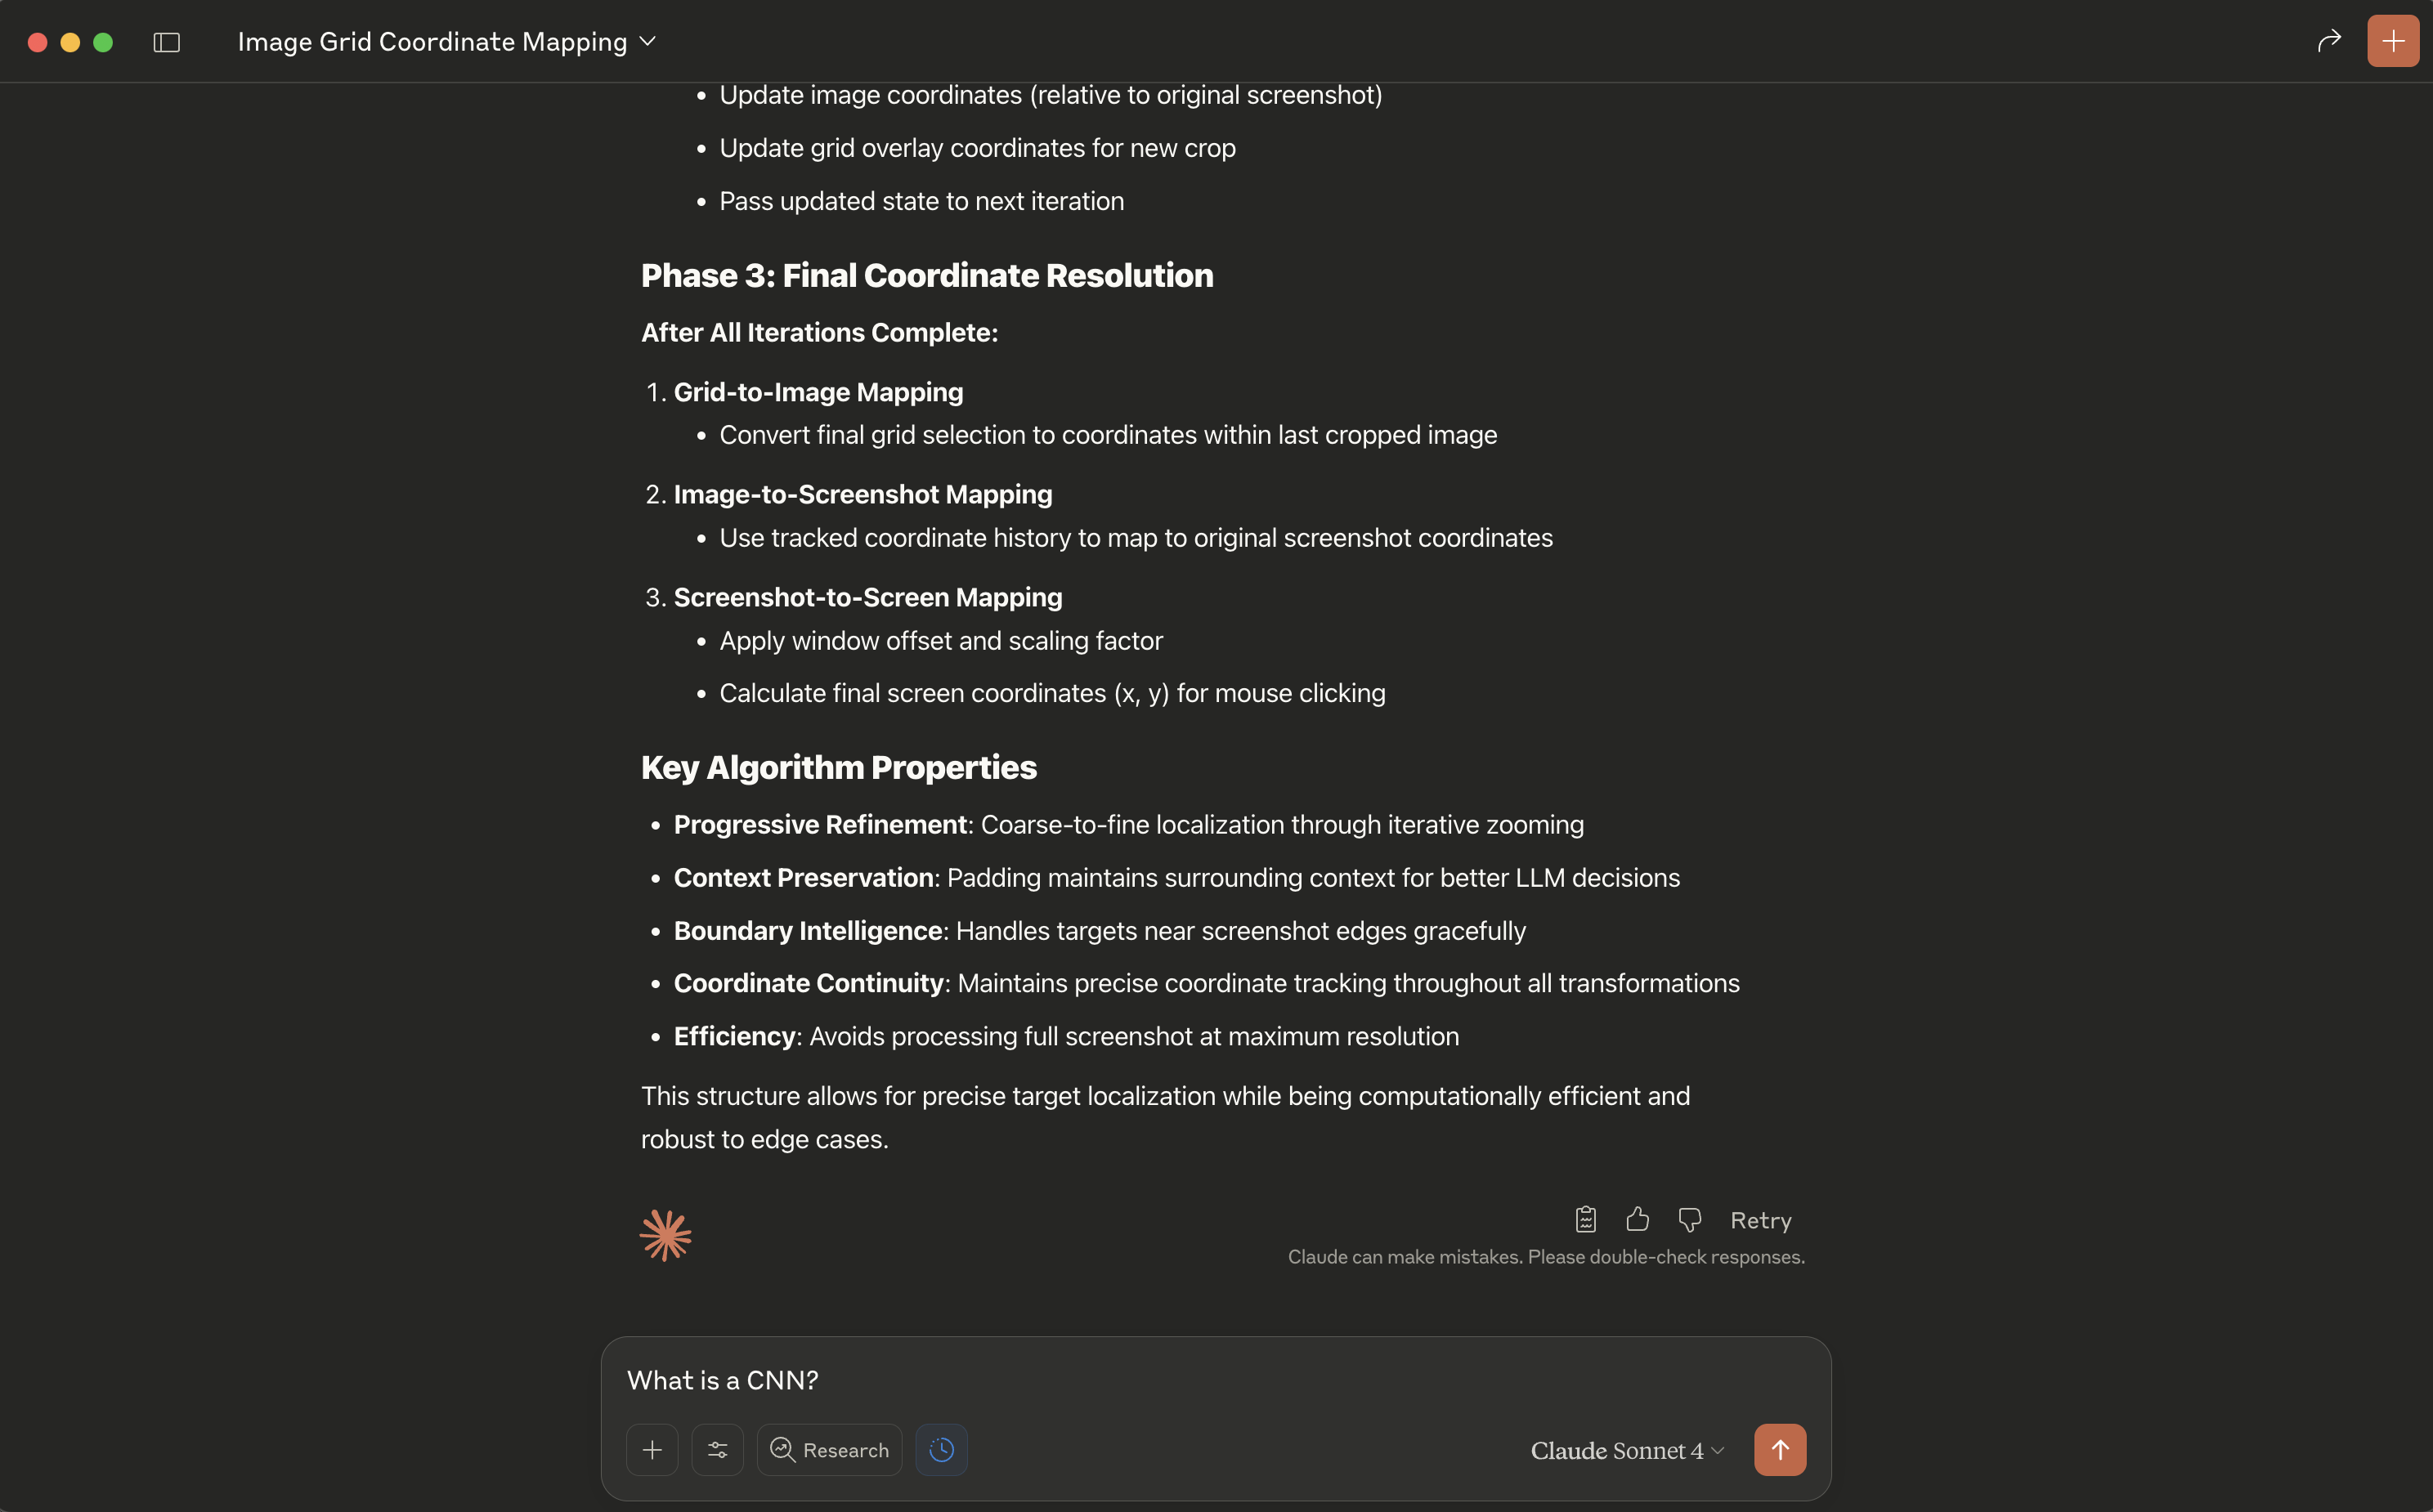 Image Grid Coordinate Mapping
• Update image coordinates (relative to original screenshot)
• Update grid overlay coordinates for new crop
• Pass updated state to next iteration
Phase 3: Final Coordinate Resolution
After All Iterations Complete:
1. Grid-to-Image Mapping
• Convert final grid selection to coordinates within last cropped image
2. Image-to-Screenshot Mapping
• Use tracked coordinate history to map to original screenshot coordinates
3. Screenshot-to-Screen Mapping
• Apply window offset and scaling factor
• Calculate final screen coordinates (x, y) for mouse clicking
Key Algorithm Properties
• Progressive Refinement: Coarse-to-fine localization through iterative zooming
• Context Preservation: Padding maintains surrounding context for better LLM decisions
• Boundary Intelligence: Handles targets near screenshot edges gracefully
• Coordinate Continuity: Maintains precise coordinate tracking throughout all transformations
• Efficiency: Avoids processing full screenshot at maximum resolution
This structure allows for precise target localization while being computationally efficient and
robust to edge cases.
Retry
Claude can make mistakes. Please double-check responses.
What is a CNN?
Research
Claude Sonnet 4